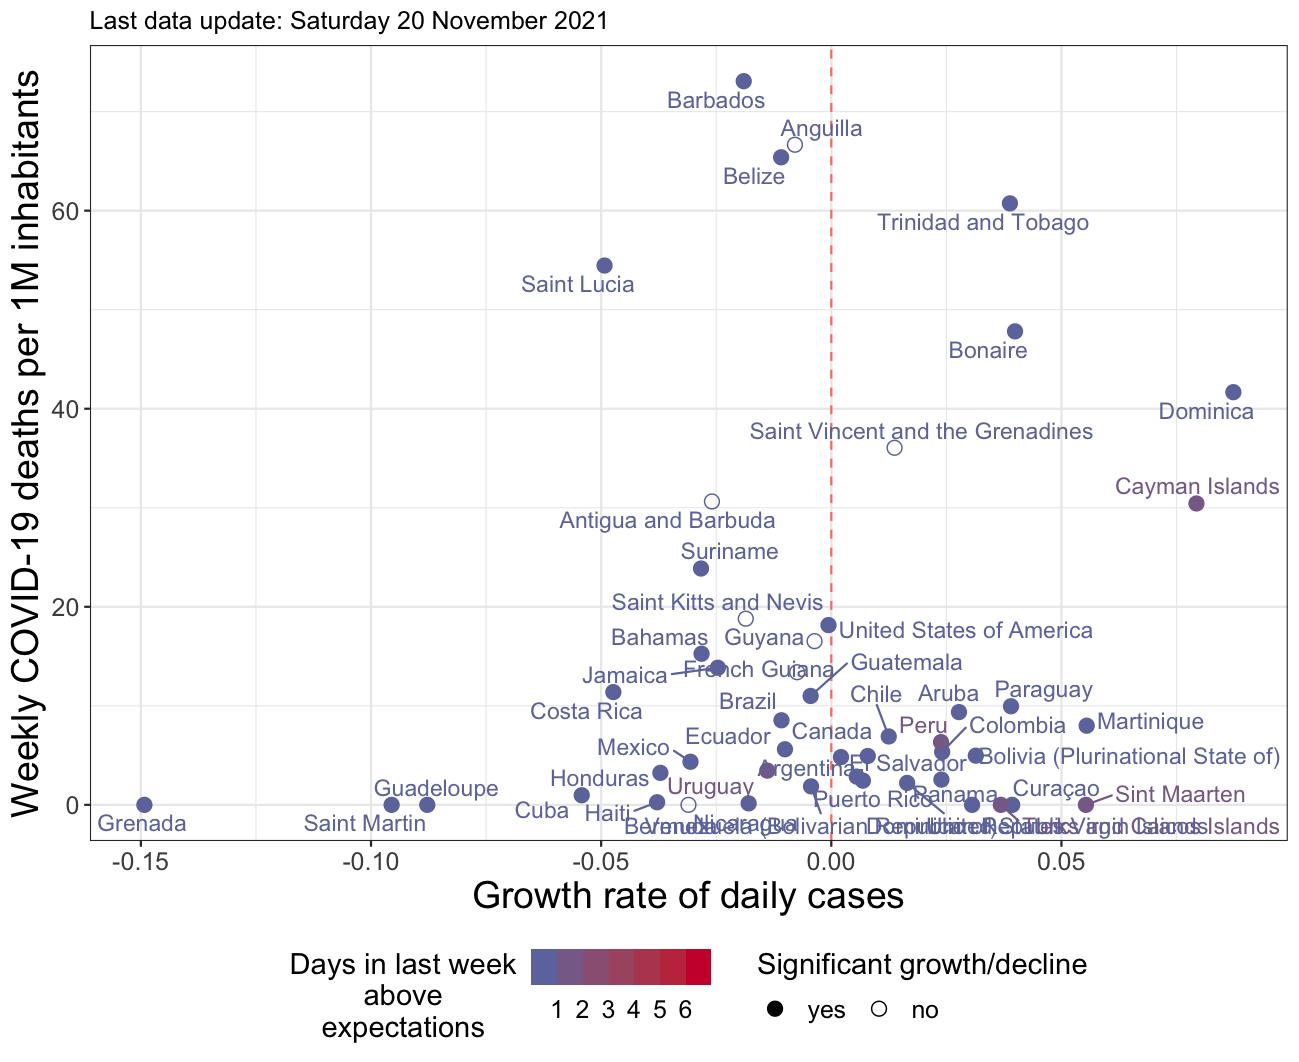 Last data update: Saturday 20 November 2021
Weekly COVID-19 deaths per 1M inhabitants
Barbados
Anguilla
Belize
60
Trinidad and Tobago
Saint Lucia
Bonaire
40
Dominica
Saint Vincent and the Grenadines
Cayman Islands
Antigua and Barbuda
Suriname
20
Saint Kitts and Nevis
United States of America
Bahamas
Guyana
Guatemala
Jamaica
French Guiana
Chile
Aruba
Paraguay
Brazil
Costa Rica
Martinique
Peru
Colombia
Ecuador
Canada
Mexico
Bolivia (Plurinational State of)
Argentina
El Salvador
Honduras
Uruguay
Guadeloupe
Curaçao
Panama
Sint Maarten
Puerto Rico
0
Cuba
Haiti
Grenada
Saint Martin
Nicaragua
(Bolivarian
Islands
-0.15
-0.10
-0.05
0.00
0.05
Growth rate of daily cases
Days in last week
above
expectations
1 2 3 4 5 6
Significant growth/decline
yes
no